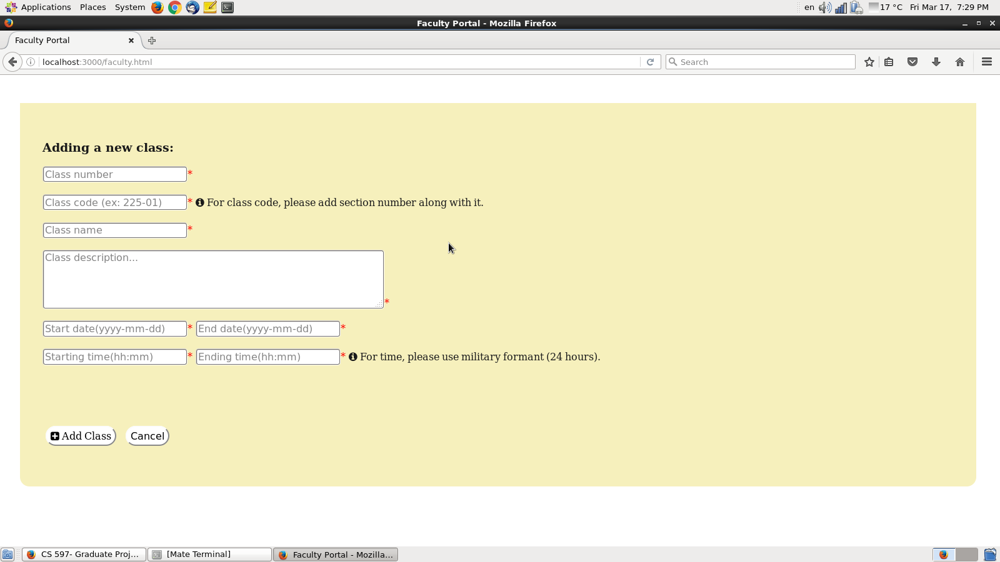 Applications Places System en 17 °C Fri Mar 17, 7:29 PM
Faculty Portal - Mozilla Firefox
Faculty Portal
localhost:3000/faculty.html Search
Adding a new class:
Class number *
Class code (ex: 225-01) * For class code, please add section number along with it.
Class name *
Class description... *
Start date(yyyy-mm-dd) * End date(yyyy-mm-dd) *
Starting time(hh:mm) * Ending time(hh:mm) * For time, please use military formant (24 hours).
Add Class Cancel
CS 597- Graduate Proj... [Mate Terminal] Faculty Portal - Mozilla...